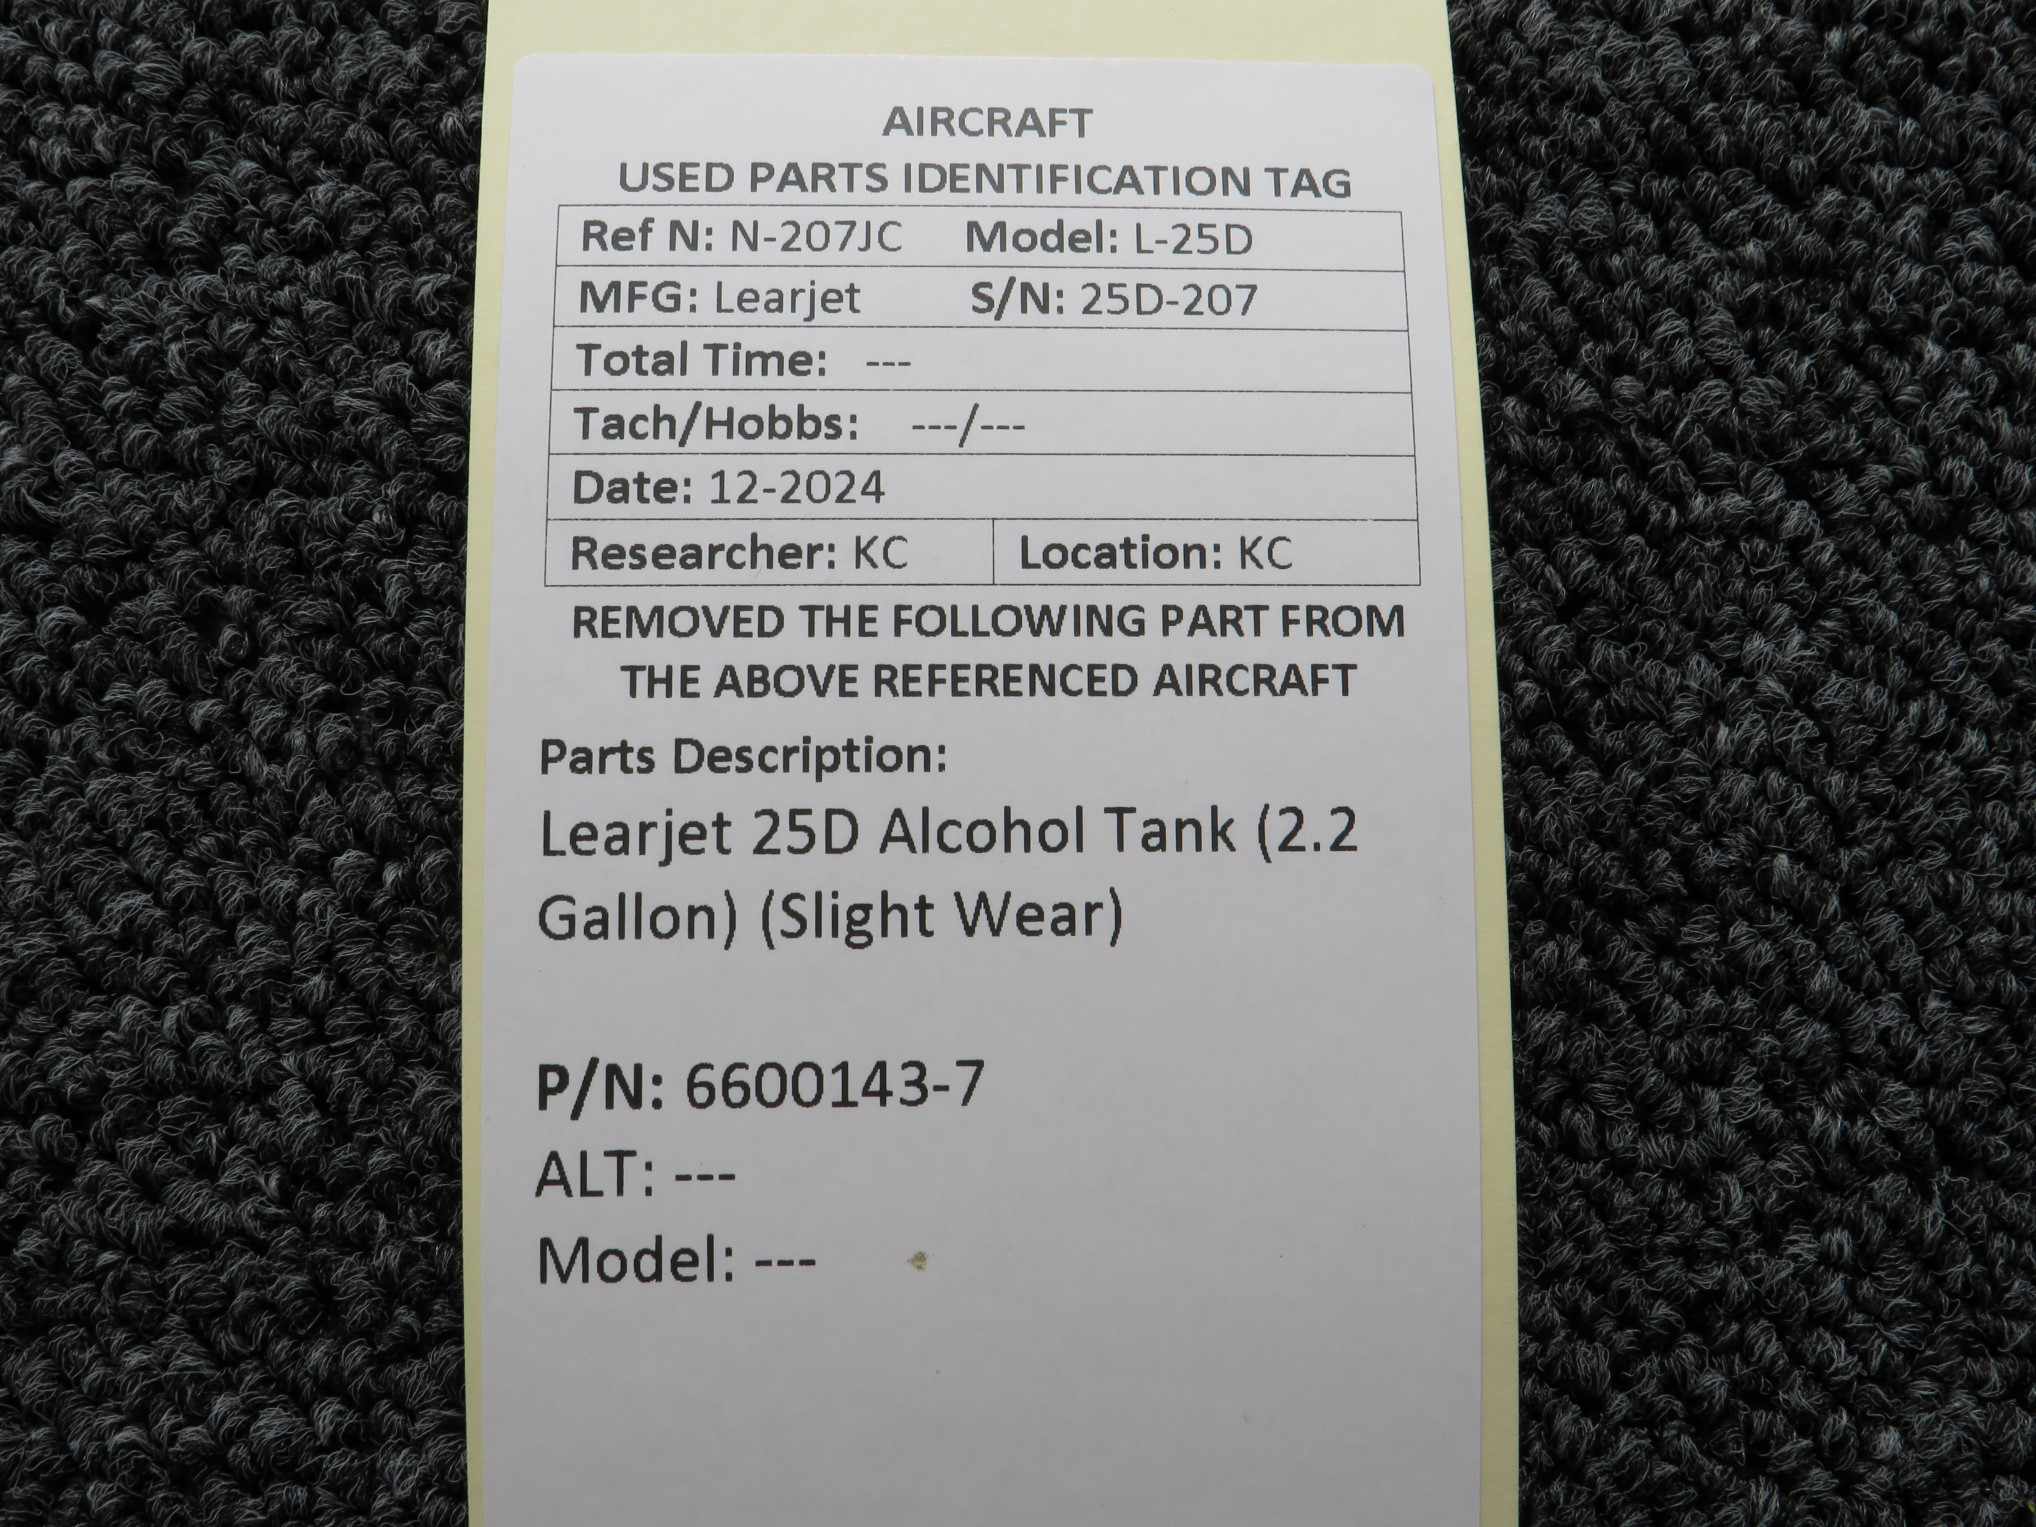 AIRCRAFT
USED PARTS IDENTIFICATION TAG
Ref N: N-207JC Model: L-25D
MFG: Learjet S/N: 25D-207
Total Time: ---
Tach/Hobbs: ---/---
Date: 12-2024
Researcher: KC Location: KC
REMOVED THE FOLLOWING PART FROM
THE ABOVE REFERENCED AIRCRAFT
Parts Description:
Learjet 25D Alcohol Tank (2.2
Gallon) (Slight Wear)
P/N: 6600143-7
ALT: ---
Model: ---